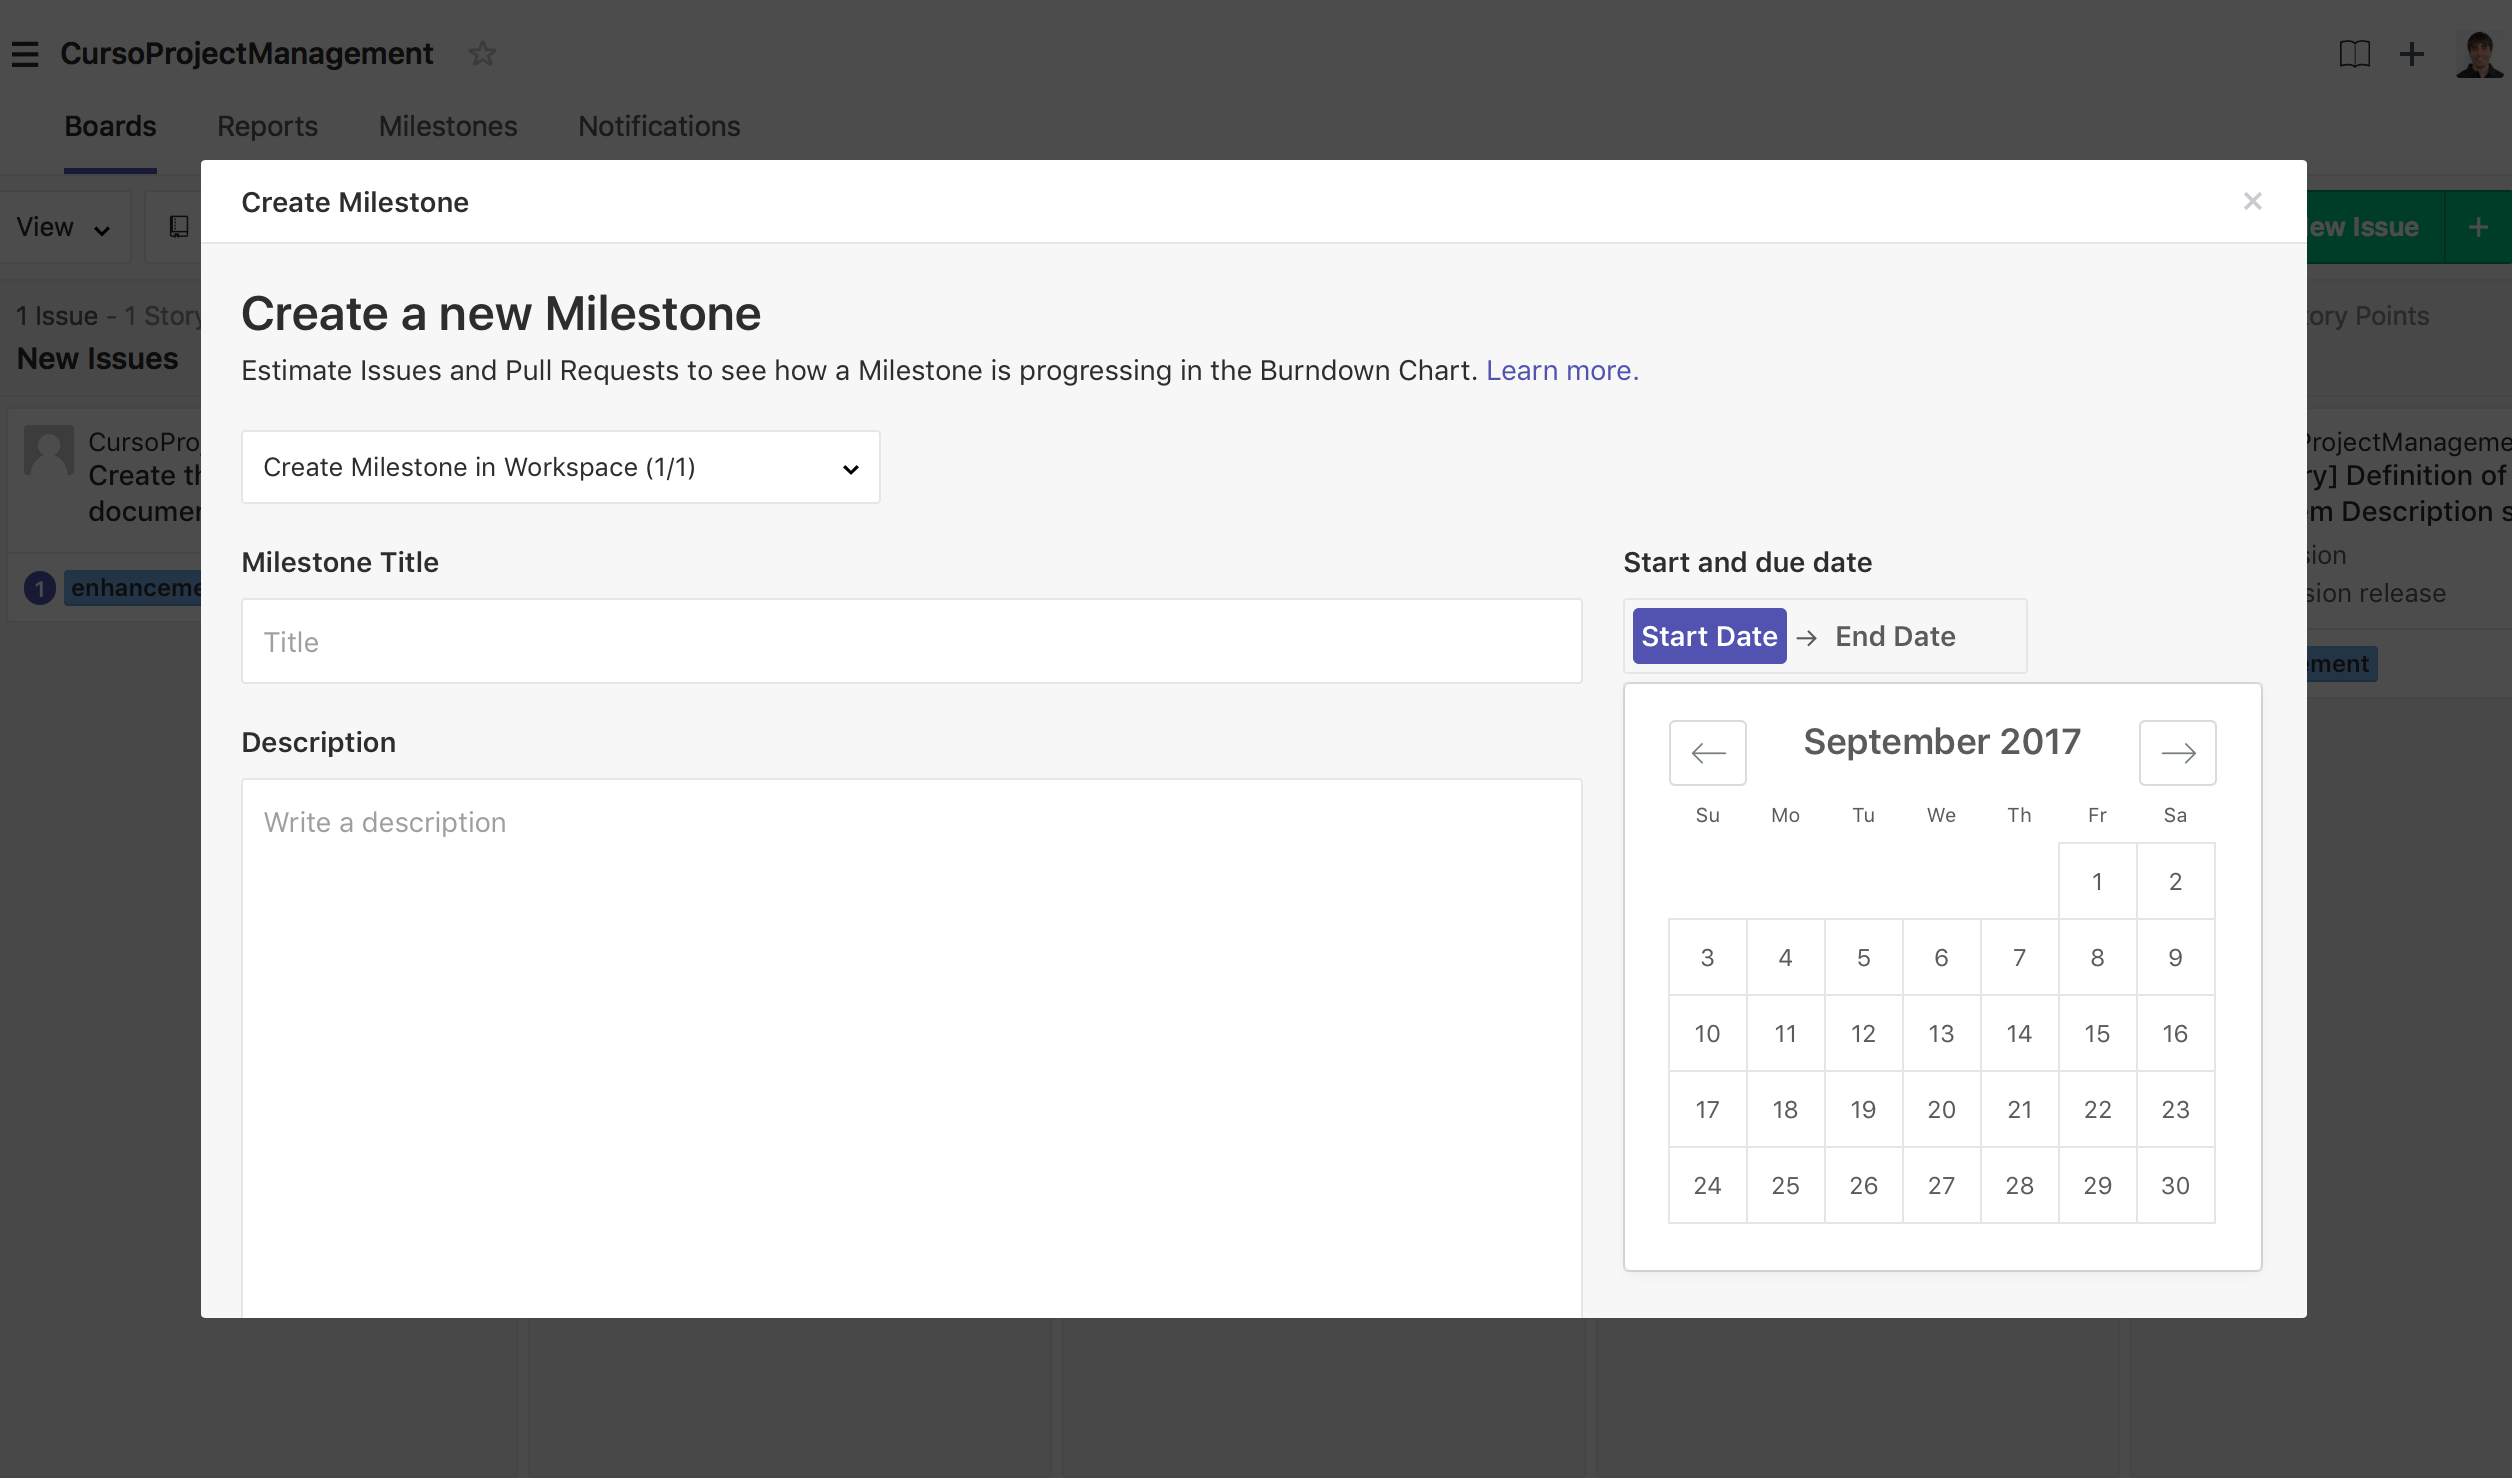 CursoProjectManagement
Boards Reports Milestones Notifications
View
ew Issue
1 Issue - 1 Story
ory Points
New Issues
CursoPro
Create th
documen
1 enhanceme
ProjectManageme
ry] Definition of
m Description s
sion
sion release
ement
Create Milestone
Create a new Milestone
Estimate Issues and Pull Requests to see how a Milestone is progressing in the Burndown Chart. Learn more.
Create Milestone in Workspace (1/1)
Milestone Title
Title
Description
Write a description
Start and due date
Start Date → End Date
September 2017
Su Mo Tu We Th Fr Sa
1 2
3 4 5 6 7 8 9
10 11 12 13 14 15 16
17 18 19 20 21 22 23
24 25 26 27 28 29 30